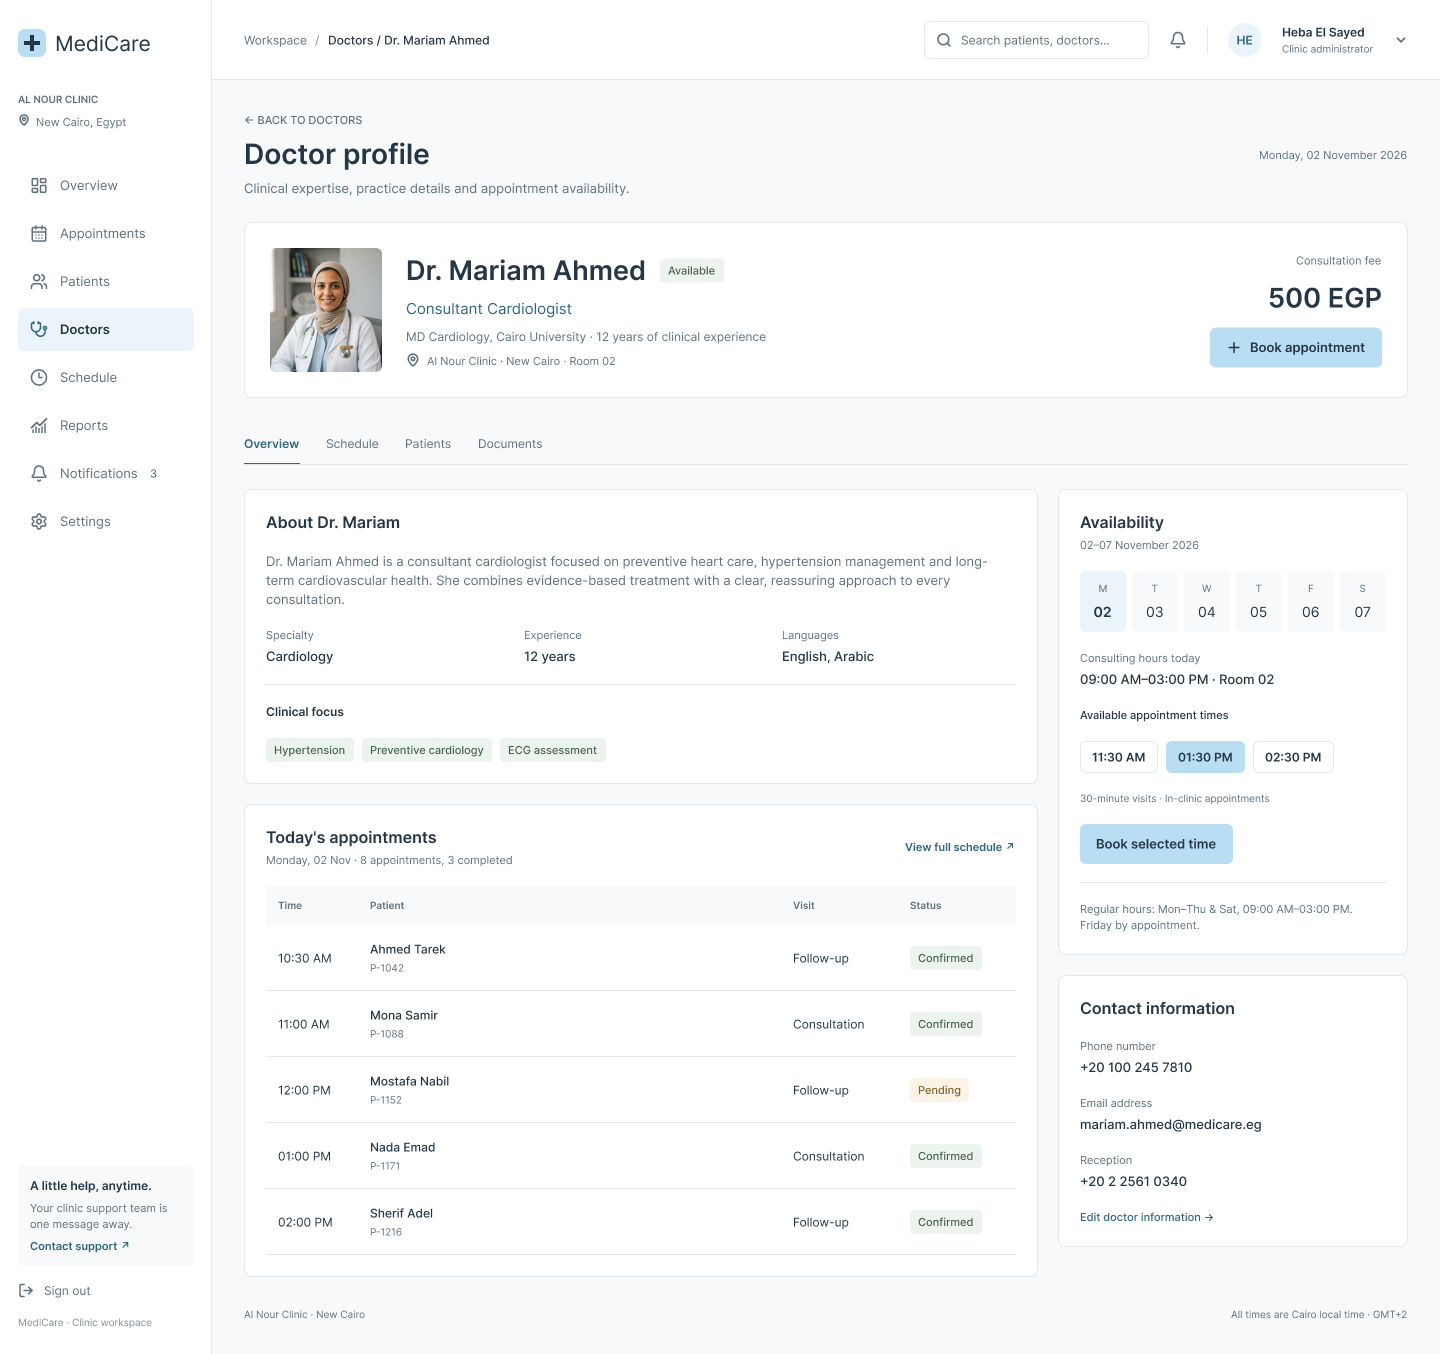 MediCare
AL NOUR CLINIC
New Cairo, Egypt
Overview
Appointments
Patients
Doctors
Schedule
Reports
Notifications 3
Settings
A little help, anytime.
Your clinic support team is
one message away.
Contact support ↗
Sign out
MediCare · Clinic workspace
Workspace / Doctors / Dr. Mariam Ahmed
Search patients, doctors...
HE
Heba El Sayed
Clinic administrator
← BACK TO DOCTORS
Doctor profile
Monday, 02 November 2026
Clinical expertise, practice details and appointment availability.
Dr. Mariam Ahmed Available
Consultant Cardiologist
MD Cardiology, Cairo University · 12 years of clinical experience
Al Nour Clinic · New Cairo · Room 02
Consultation fee
500 EGP
Book appointment
Overview Schedule Patients Documents
About Dr. Mariam
Dr. Mariam Ahmed is a consultant cardiologist focused on preventive heart care, hypertension management and long-
term cardiovascular health. She combines evidence-based treatment with a clear, reassuring approach to every
consultation.
Specialty Experience Languages
Cardiology 12 years English, Arabic
Clinical focus
Hypertension Preventive cardiology ECG assessment
Today's appointments
Monday, 02 Nov · 8 appointments, 3 completed
View full schedule ↗
Time Patient Visit Status
10:30 AM Ahmed Tarek Follow-up Confirmed
P-1042
11:00 AM Mona Samir Consultation Confirmed
P-1088
12:00 PM Mostafa Nabil Follow-up Pending
P-1152
01:00 PM Nada Emad Consultation Confirmed
P-1171
02:00 PM Sherif Adel Follow-up Confirmed
P-1216
Availability
02–07 November 2026
M T W T F S
02 03 04 05 06 07
Consulting hours today
09:00 AM–03:00 PM · Room 02
Available appointment times
11:30 AM 01:30 PM 02:30 PM
30-minute visits · In-clinic appointments
Book selected time
Regular hours: Mon–Thu & Sat, 09:00 AM–03:00 PM.
Friday by appointment.
Contact information
Phone number
+20 100 245 7810
Email address
mariam.ahmed@medicare.eg
Reception
+20 2 2561 0340
Edit doctor information →
Al Nour Clinic · New Cairo
All times are Cairo local time · GMT+2